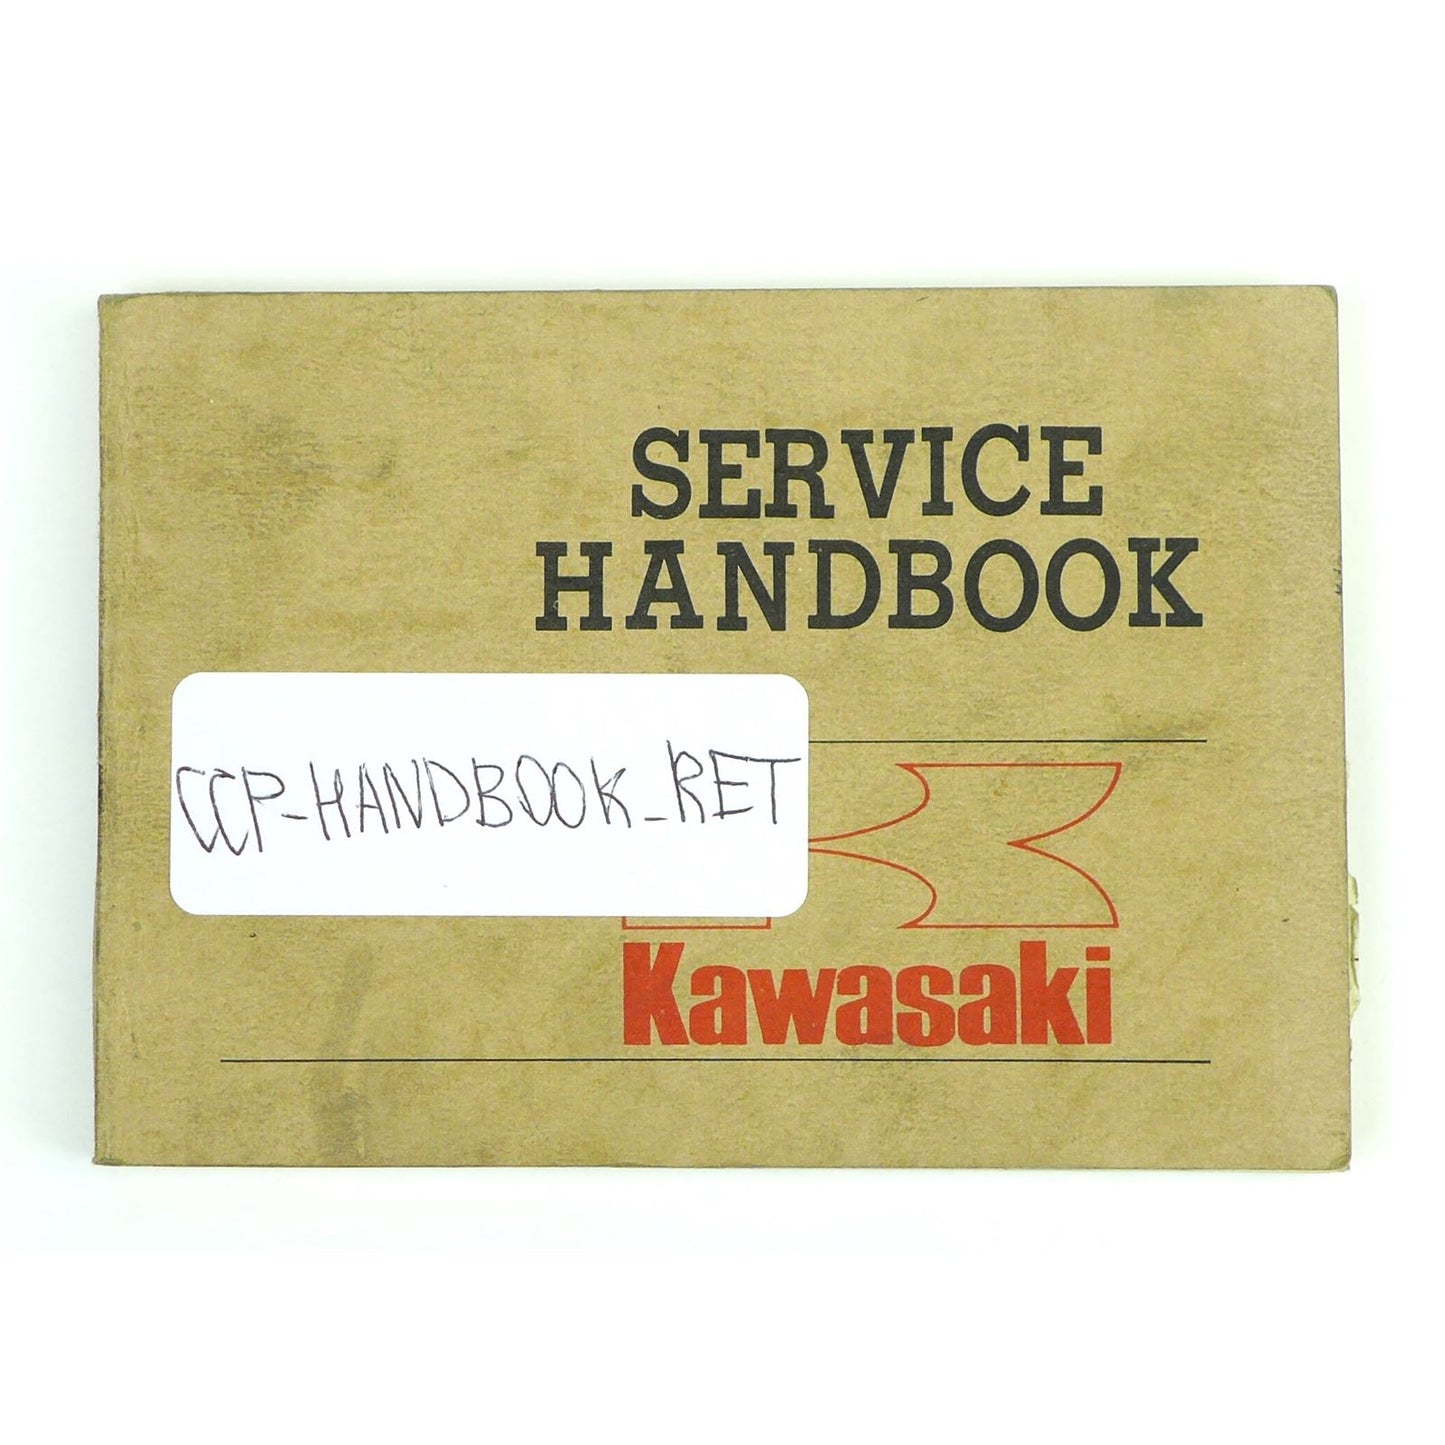 SERVICE
HANDBOOK
CCP-HANDBOOK_RET
Kawasaki